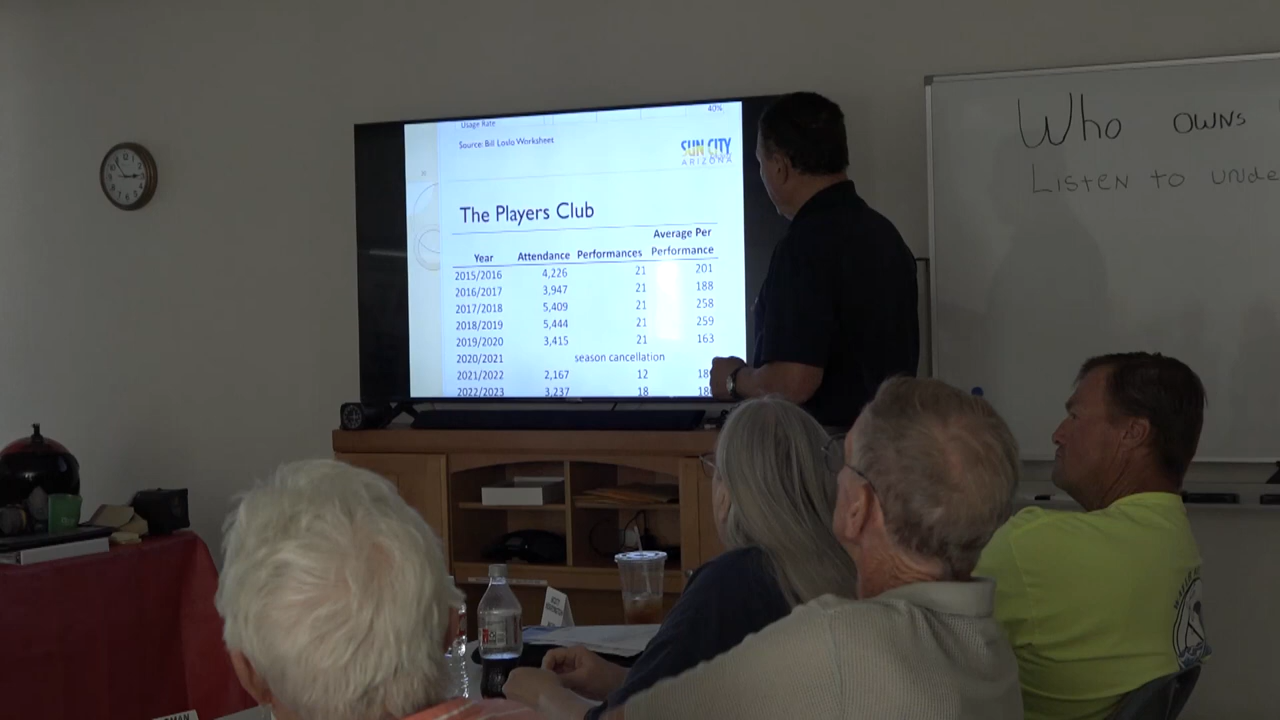 40%
Usage Rate
Source: Bill Loslo Worksheet
SUN CITY
ARIZONA
The Players Club
Year Attendance Performances Average Per Performance
2015/2016 4,226 21 201
2016/2017 3,947 21 188
2017/2018 5,409 21 258
2018/2019 5,444 21 259
2019/2020 3,415 21 163
2020/2021 season cancellation
2021/2022 2,167 12 18
2022/2023 3,237 18 18
Who OWNS
LISTEN TO UNDE